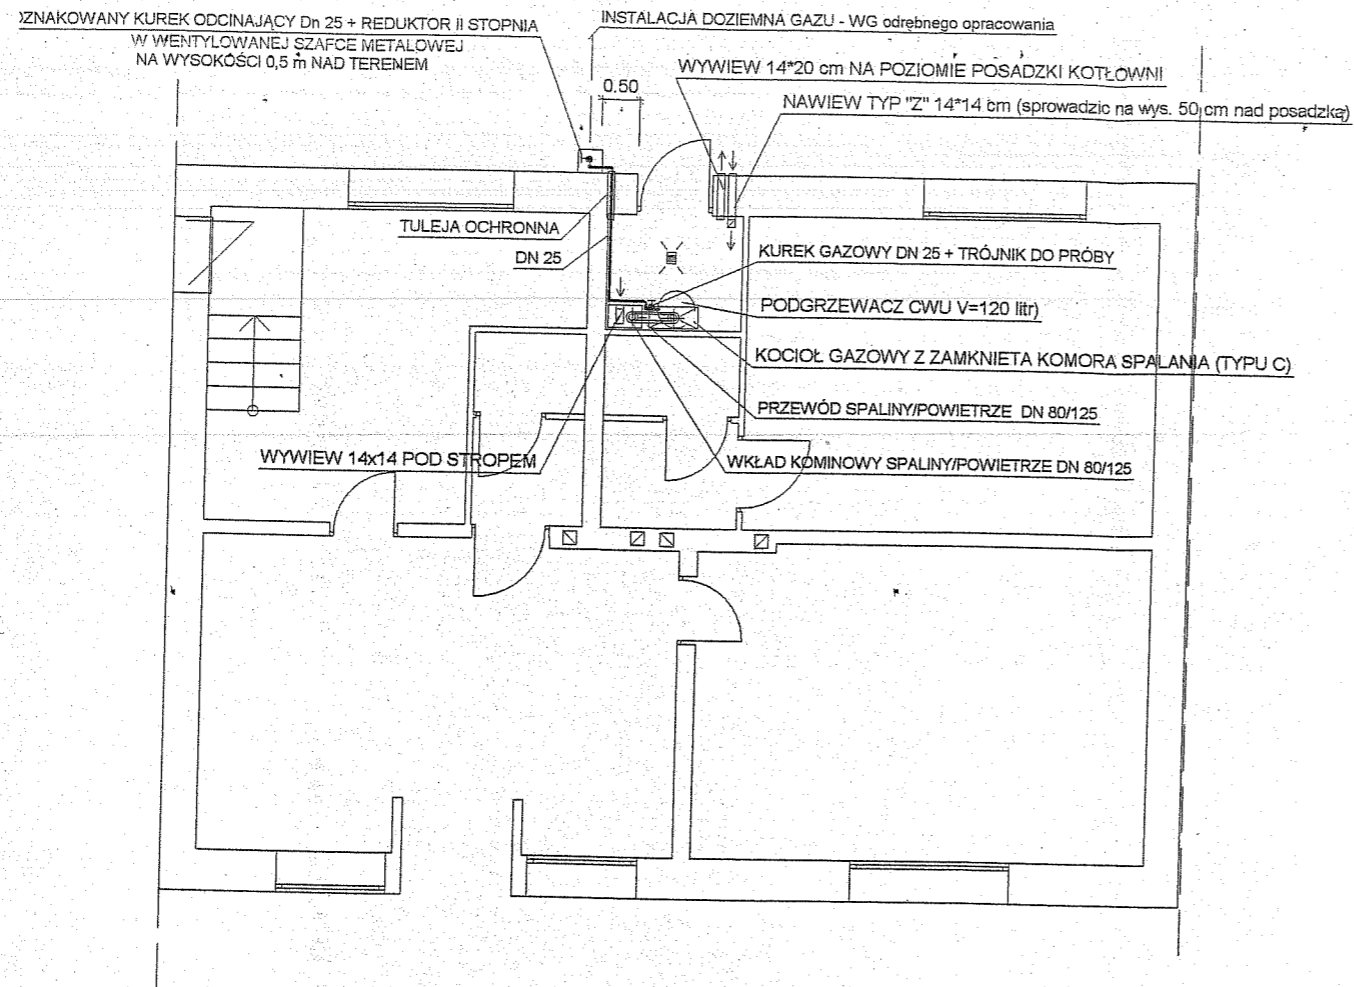 OZNAKOWANY KUREK ODCINAJĄCY Dn 25 + REDUKTOR II STOPNIA
W WENTYLOWANEJ SZAFCE METALOWEJ
NA WYSOKOŚCI 0,5 m NAD TERENEM
INSTALACJA DOZIEMNA GAZU - WG odrębnego opracowania
WYWIEW 14*20 cm NA POZIOMIE POSADZKI KOTŁOWNI
0.50
NAWIEW TYP "Z" 14*14 cm (sprowadzic na wys. 50 cm nad posadzką)
TULEJA OCHRONNA
DN 25
KUREK GAZOWY DN 25 + TRÓJNIK DO PRÓBY
PODGRZEWACZ CWU V=120 litr)
KOCIOŁ GAZOWY Z ZAMKNIETA KOMORA SPALANIA (TYPU C)
PRZEWÓD SPALINY/POWIETRZE DN 80/125
WYWIEW 14x14 POD STROPEM
WKŁAD KOMINOWY SPALINY/POWIETRZE DN 80/125